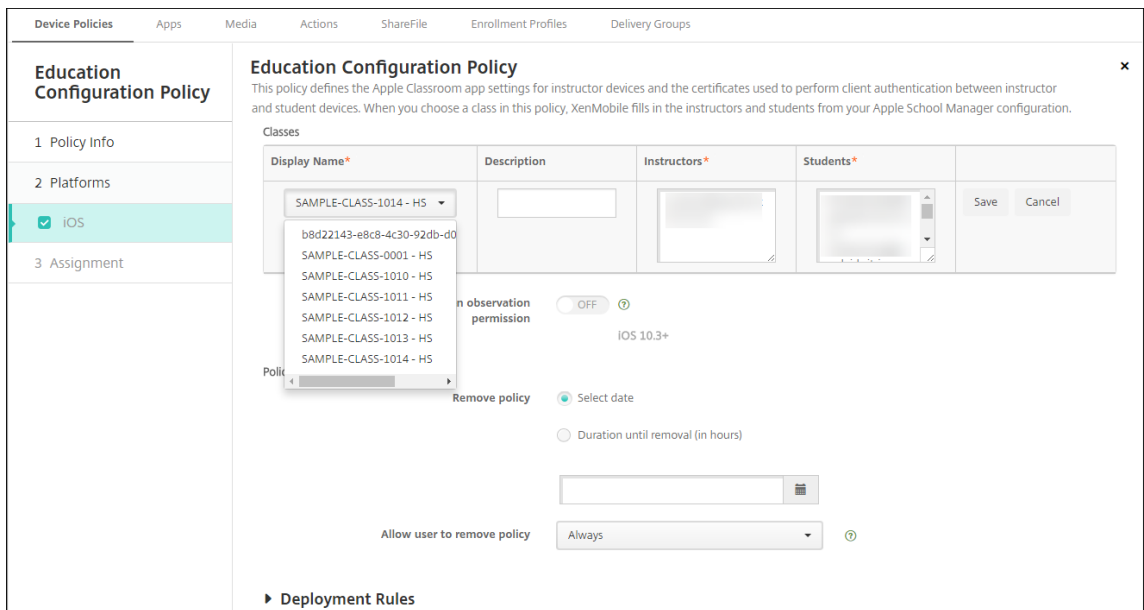 Device Policies Apps Media Actions ShareFile Enrollment Profiles Delivery Groups
Education
Configuration Policy
1 Policy Info
2 Platforms
iOS
3 Assignment
Education Configuration Policy
This policy defines the Apple Classroom app settings for instructor devices and the certificates used to perform client authentication between instructor
and student devices. When you choose a class in this policy, XenMobile fills in the instructors and students from your Apple School Manager configuration.
Classes
Display Name* Description Instructors* Students*
SAMPLE-CLASS-1014 - HS Save Cancel
b8d22143-e8c8-4c30-92db-d0
SAMPLE-CLASS-0001 - HS
SAMPLE-CLASS-1010 - HS
SAMPLE-CLASS-1011 - HS
SAMPLE-CLASS-1012 - HS
SAMPLE-CLASS-1013 - HS
SAMPLE-CLASS-1014 - HS
n observation
permission
OFF
iOS 10.3+
Polic
Remove policy Select date
Duration until removal (in hours)
Allow user to remove policy Always
Deployment Rules